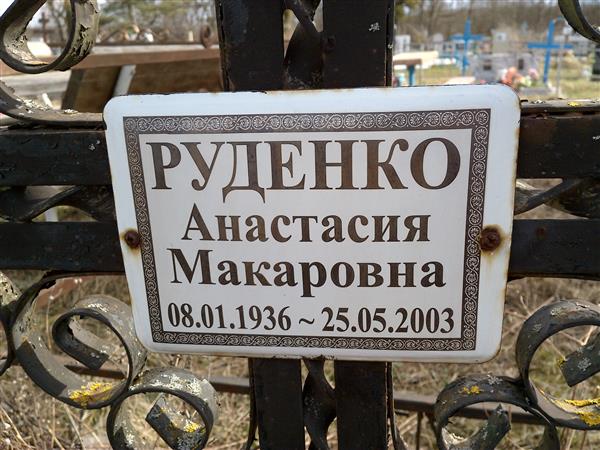 РУДЕНКО
Анастасия
Макаровна
08.01.1936 ~ 25.05.2003